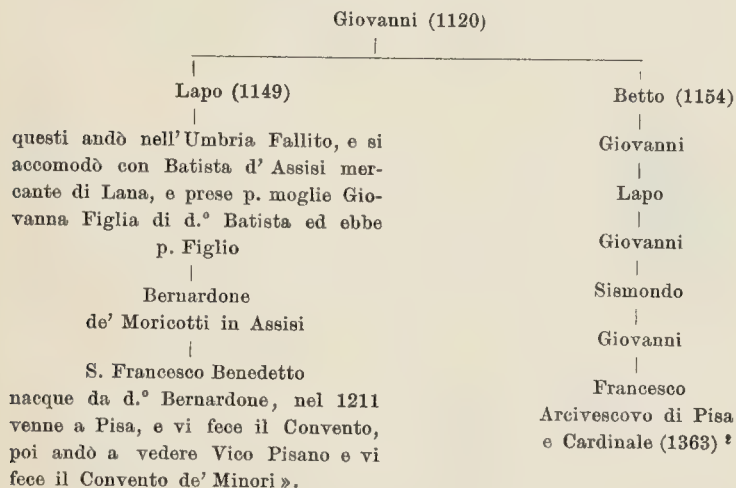 Giovanni (1120)
Lapo (1149)
questi andò nell'Umbria Fallito, e si
accomodò con Batista d'Assisi mer-
cante di Lana, e prese p. moglie Gio-
vanna Figlia di d.º Batista ed ebbe
p. Figlio
Bernardone
de' Moricotti in Assisi
S. Francesco Benedetto
nacque da d.º Bernardone, nel 1211
venne a Pisa, e vi fece il Convento,
poi andò a vedere Vico Pisano e vi
fece il Convento de' Minori ».
Betto (1154)
Giovanni
Lapo
Giovanni
Sismondo
Giovanni
Francesco
Arcivescovo di Pisa
e Cardinale (1363) ²